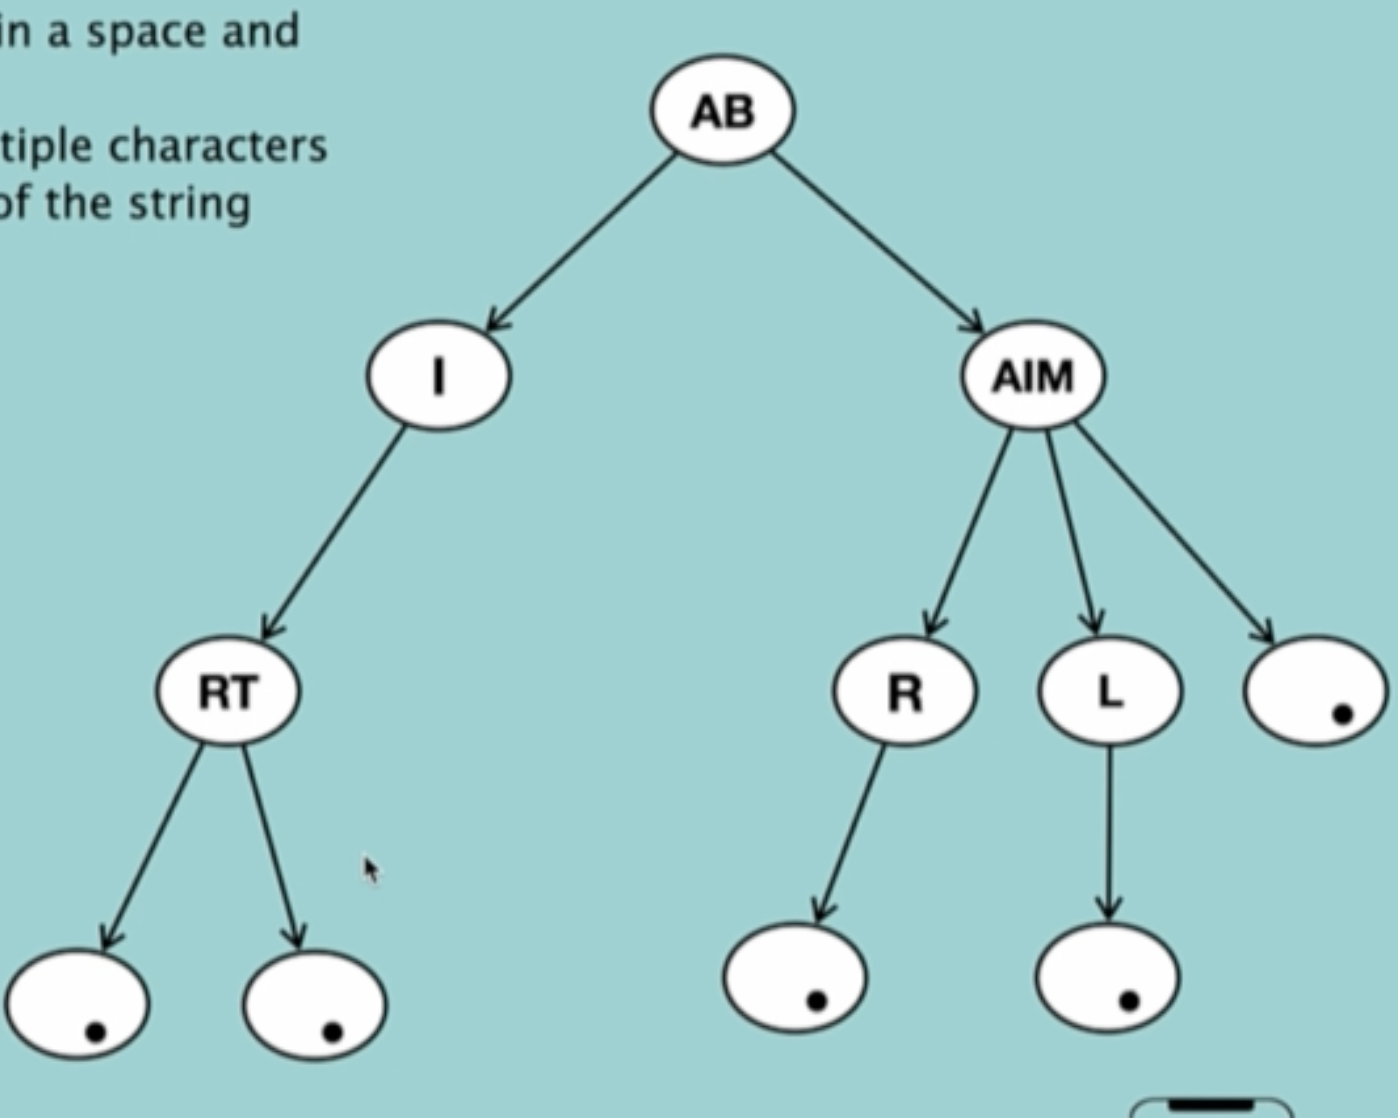 in a space and
tiple characters
of the string
AB
I
AIM
RT
R
L